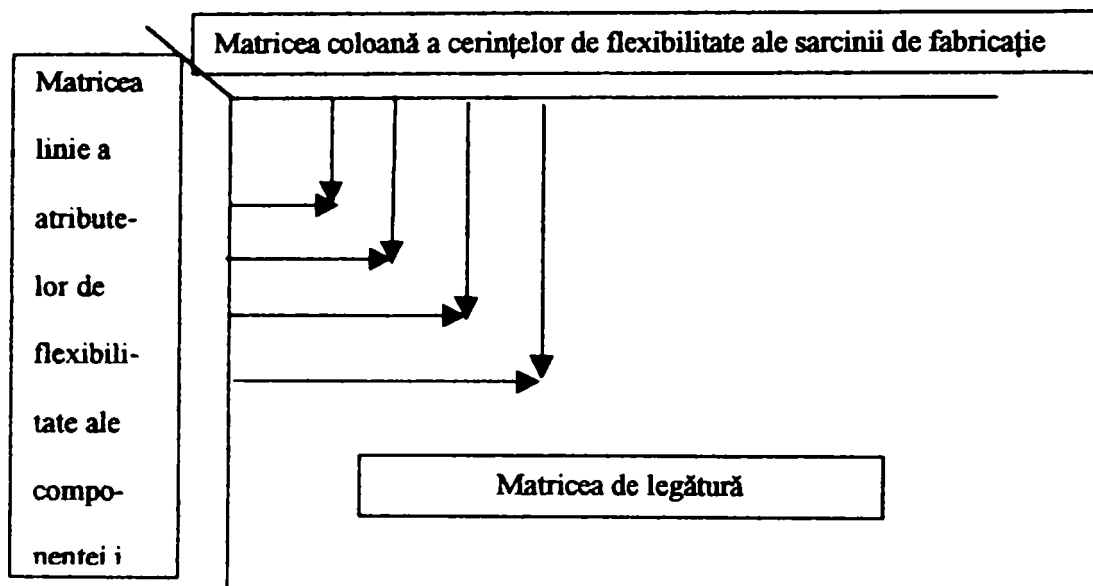 Matricea coloană a cerințelor de flexibilitate ale sarcinii de fabricație
Matricea
linie a
atribute-
lor de
flexibili-
tate ale
compo-
nentei i
Matricea de legătură